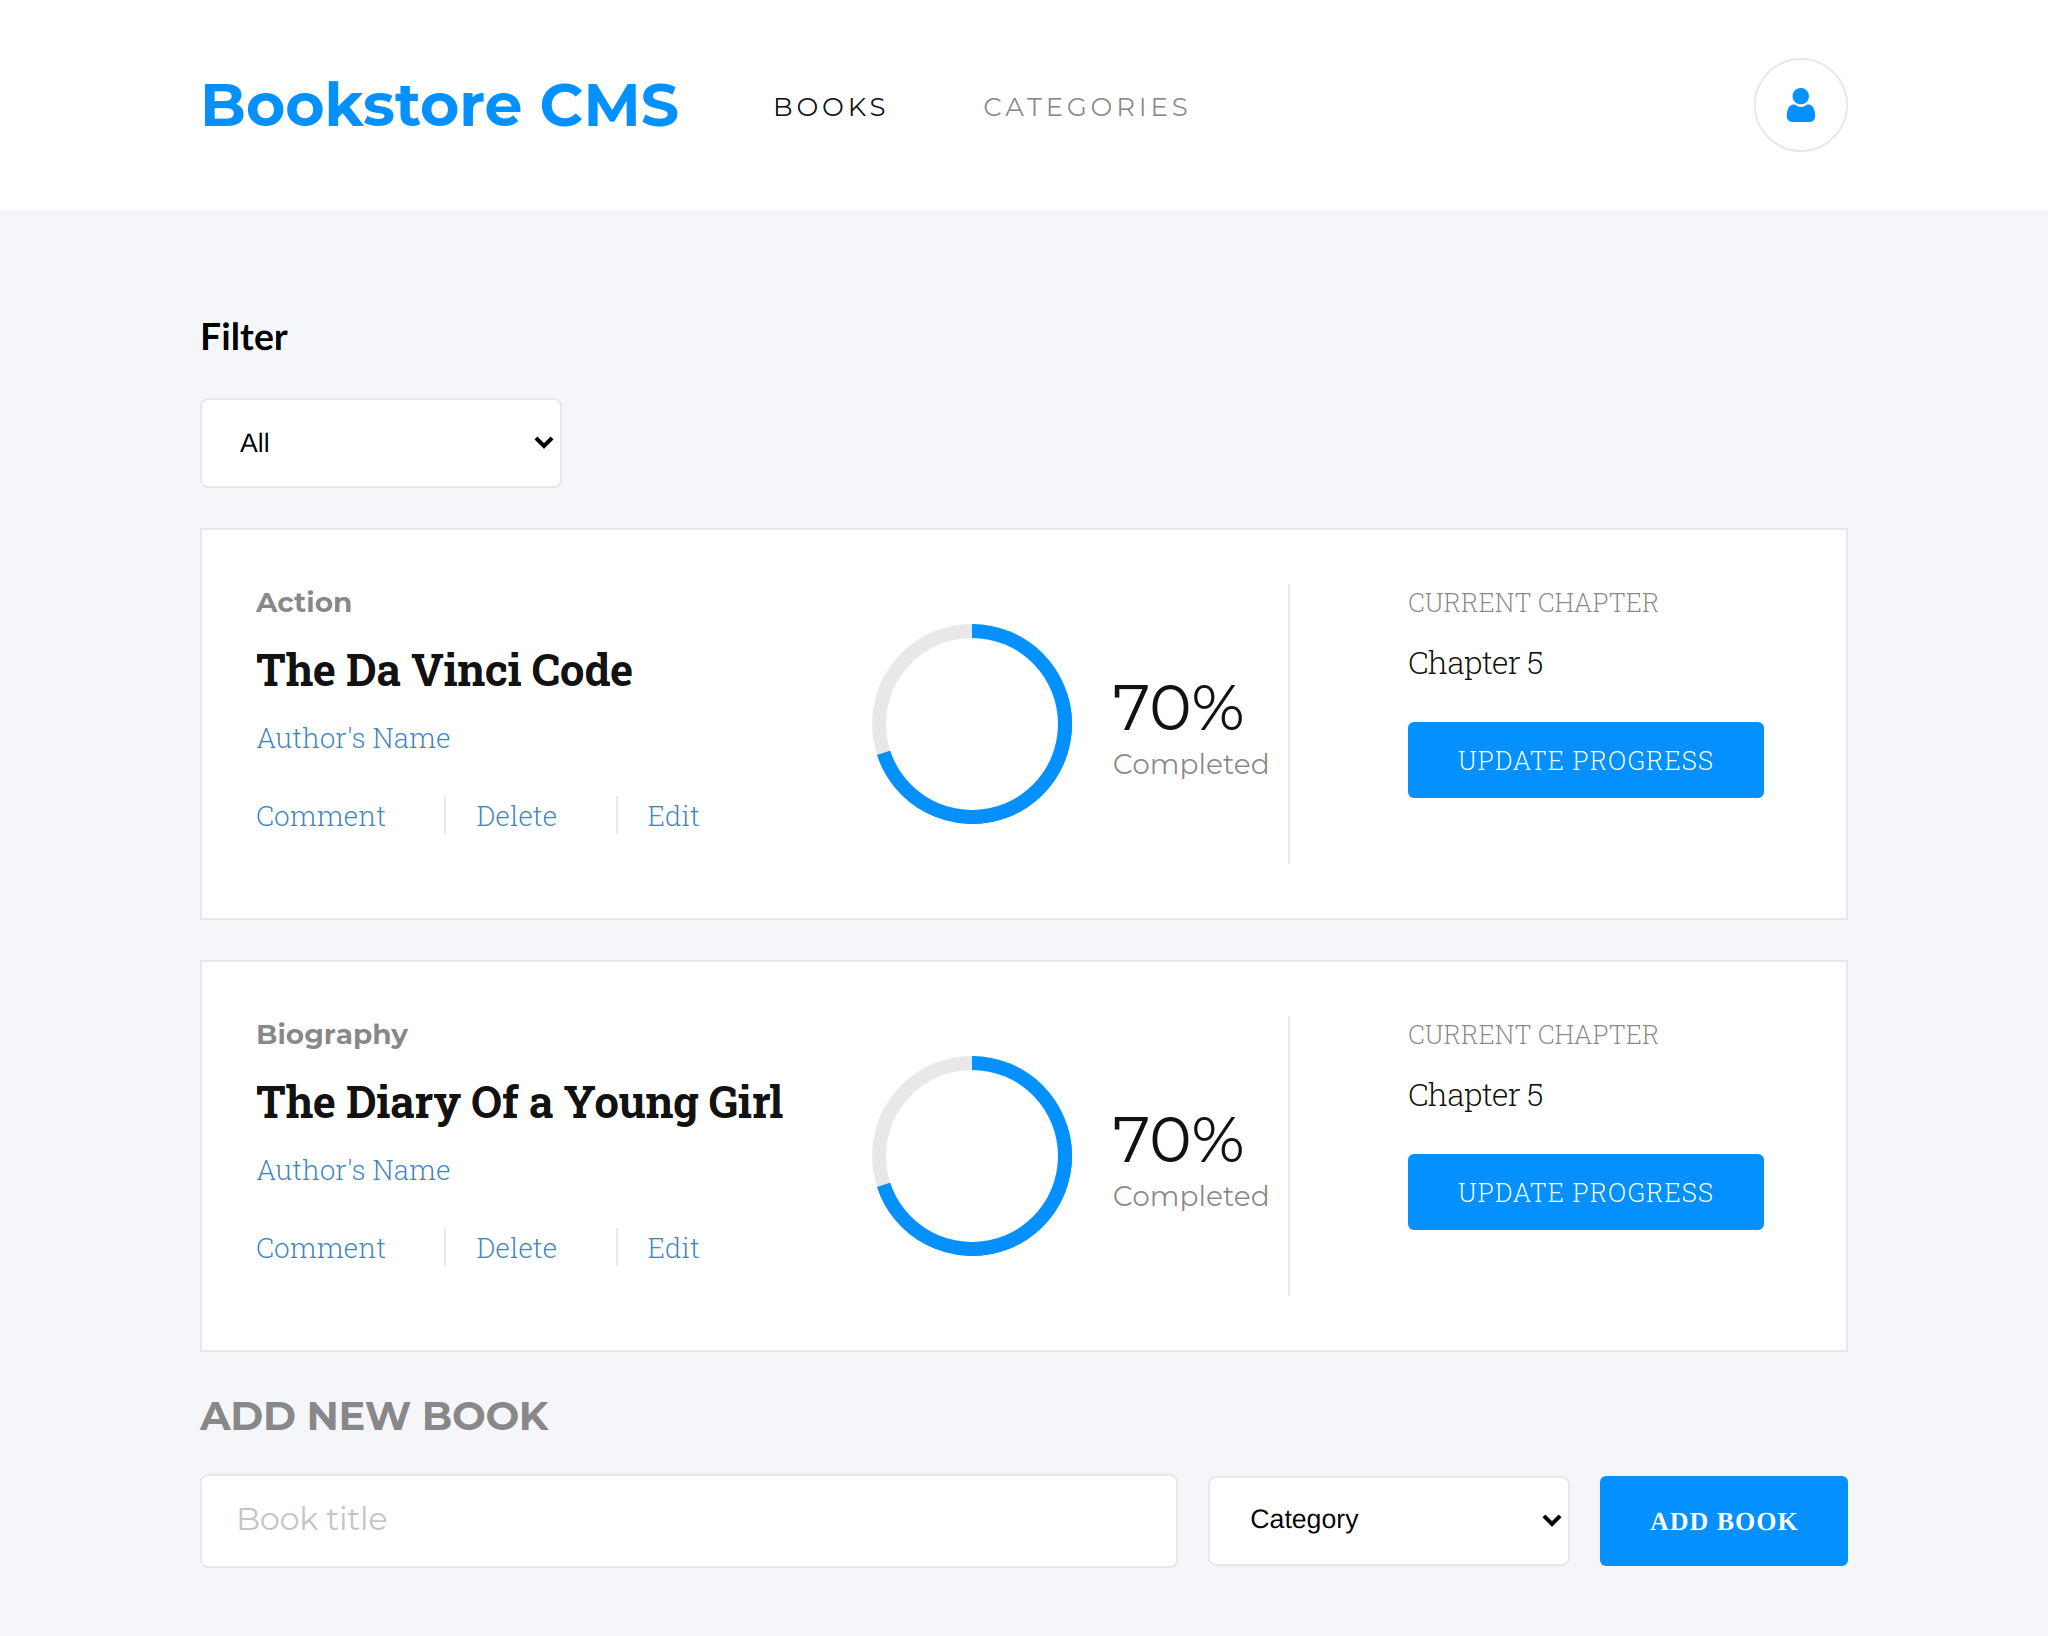 Bookstore CMS
BOOKS
CATEGORIES
Filter
All
Action
The Da Vinci Code
Author's Name
Comment
Delete
Edit
70%
Completed
CURRENT CHAPTER
Chapter 5
UPDATE PROGRESS
Biography
The Diary Of a Young Girl
Author's Name
Comment
Delete
Edit
70%
Completed
CURRENT CHAPTER
Chapter 5
UPDATE PROGRESS
ADD NEW BOOK
Book title
Category
ADD BOOK